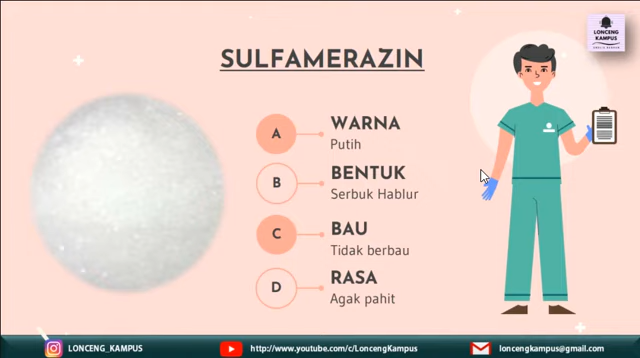 LONCENG
KAMPUS
SULFAMERAZIN
A
WARNA
Putih
B
BENTUK
Serbuk Hablur
C
BAU
Tidak berbau
D
RASA
Agak pahit
LONCENG_KAMPUS
http://www.youtube.com/c/LoncengKampus
loncengkampus@gmail.com